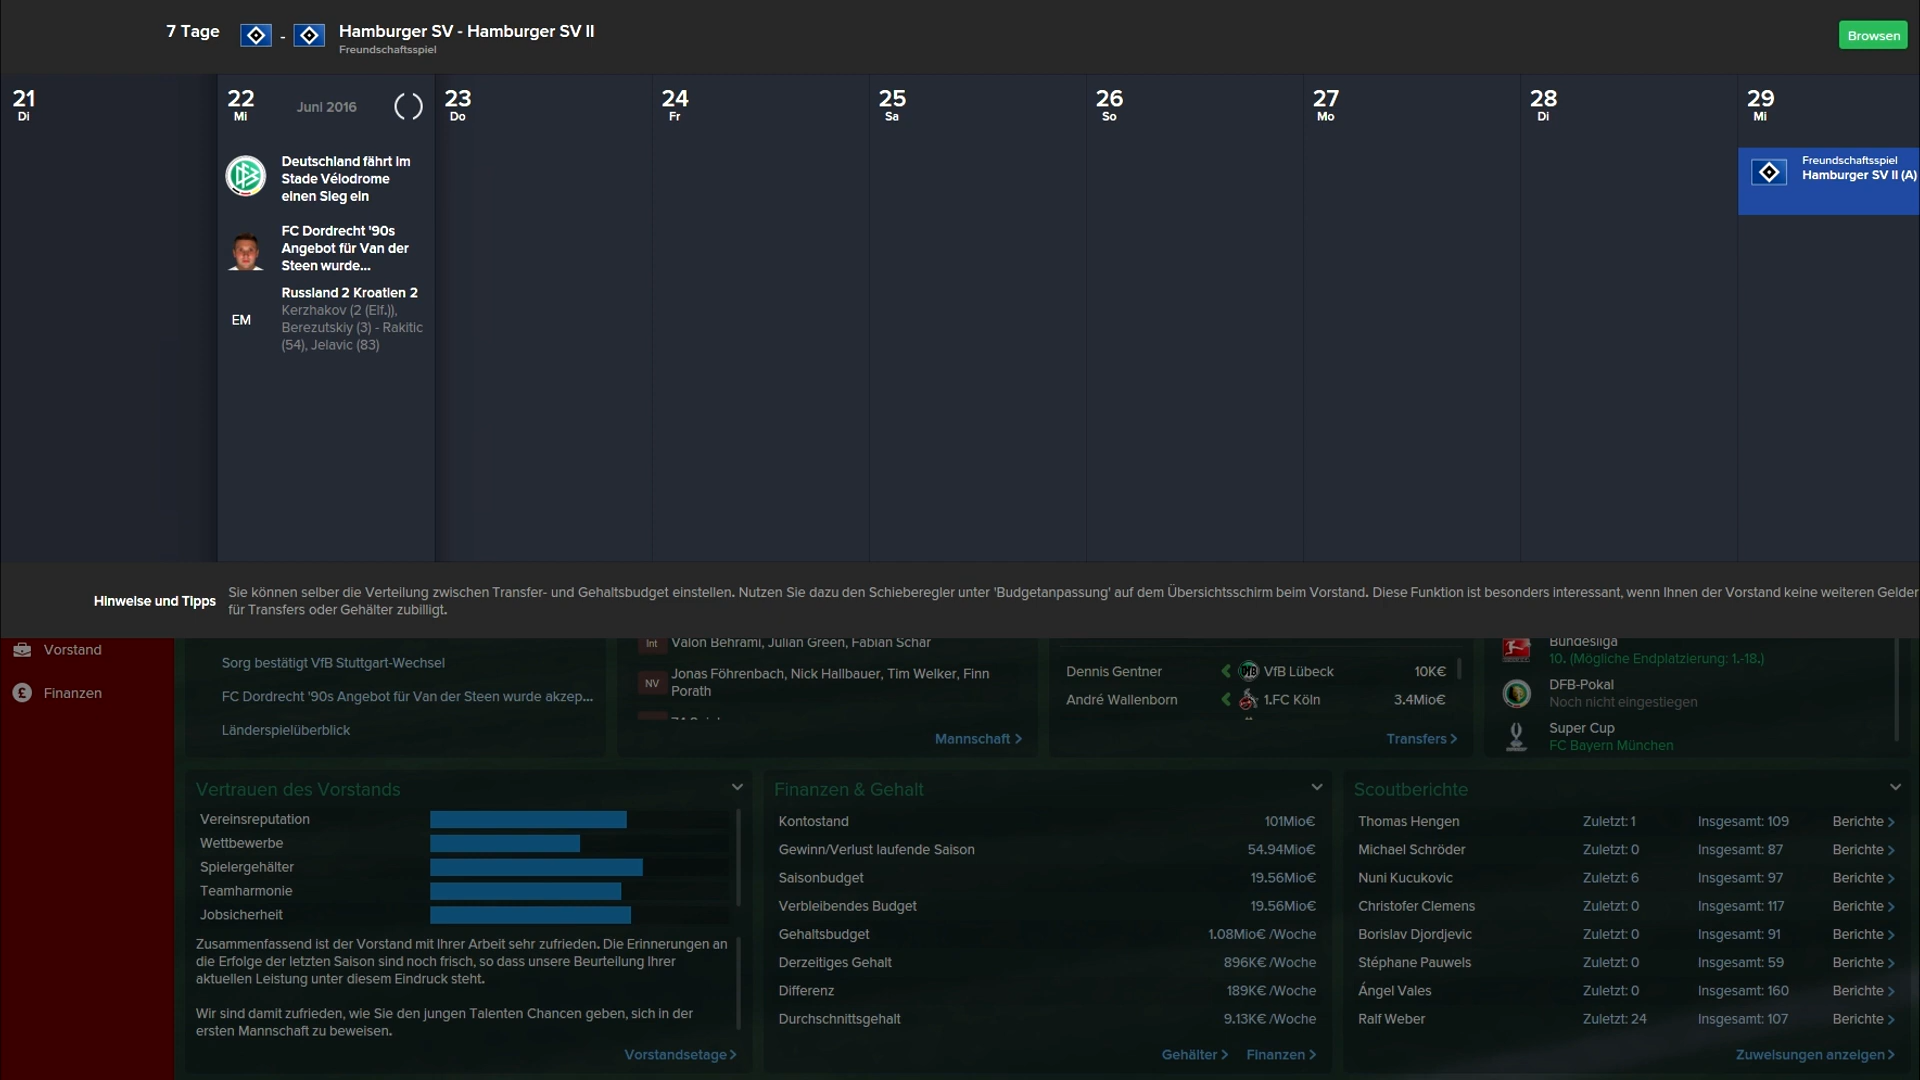 7 Tage
-
Hamburger SV - Hamburger SV II
Freundschaftsspiel
Browsen
21
Di
22
Mi
Juni 2016
23
Do
24
Fr
25
Sa
26
So
27
Mo
28
Di
29
Mi
Deutschland fährt im
Stade Vélodrome
einen Sieg ein
FC Dordrecht '90s
Angebot für Van der
Steen wurde...
EM
Russland 2 Kroatien 2
Kerzhakov (2 (Elf.)),
Berezutskiy (3) - Rakitic
(54), Jelavic (83)
Freundschaftsspiel
Hamburger SV II (A)
Hinweise und Tipps
Sie können selber die Verteilung zwischen Transfer- und Gehaltsbudget einstellen. Nutzen Sie dazu den Schieberegler unter 'Budgetanpassung' auf dem Übersichtsschirm beim Vorstand. Diese Funktion ist besonders interessant, wenn Ihnen der Vorstand keine weiteren Gelder
für Transfers oder Gehälter zubilligt.
Vorstand
Finanzen
Sorg bestätigt VfB Stuttgart-Wechsel
FC Dordrecht '90s Angebot für Van der Steen wurde akzep...
Länderspielüberblick
Int
Valon Behrami, Julian Green, Fabian Schär
NV
Jonas Föhrenbach, Nick Hallbauer, Tim Welker, Finn
Porath
Mannschaft >
Dennis Gentner < VfB Lübeck 10K€
André Wallenborn < 1.FC Köln 3.4Mio€
Transfers >
Bundesliga
10. (Mögliche Endplatzierung: 1.-18.)
DFB-Pokal
Noch nicht eingestiegen
Super Cup
FC Bayern München
Vertrauen des Vorstands
Vereinsreputation
Wettbewerbe
Spielergehälter
Teamharmonie
Jobsicherheit
Zusammenfassend ist der Vorstand mit Ihrer Arbeit sehr zufrieden. Die Erinnerungen an
die Erfolge der letzten Saison sind noch frisch, so dass unsere Beurteilung Ihrer
aktuellen Leistung unter diesem Eindruck steht.
Wir sind damit zufrieden, wie Sie den jungen Talenten Chancen geben, sich in der
ersten Mannschaft zu beweisen.
Vorstandsetage >
Finanzen & Gehalt
Kontostand 101Mio€
Gewinn/Verlust laufende Saison 54.94Mio€
Saisonbudget 19.56Mio€
Verbleibendes Budget 19.56Mio€
Gehaltsbudget 1.08Mio€ /Woche
Derzeitiges Gehalt 896K€ /Woche
Differenz 189K€ /Woche
Durchschnittsgehalt 9.13K€ /Woche
Gehälter > Finanzen >
Scoutberichte
Thomas Hengen Zuletzt: 1 Insgesamt: 109 Berichte >
Michael Schröder Zuletzt: 0 Insgesamt: 87 Berichte >
Nuni Kucukovic Zuletzt: 6 Insgesamt: 97 Berichte >
Christofer Clemens Zuletzt: 0 Insgesamt: 117 Berichte >
Borislav Djordjevic Zuletzt: 0 Insgesamt: 91 Berichte >
Stéphane Pauwels Zuletzt: 0 Insgesamt: 59 Berichte >
Ángel Vales Zuletzt: 0 Insgesamt: 160 Berichte >
Ralf Weber Zuletzt: 24 Insgesamt: 107 Berichte >
Zuweisungen anzeigen >